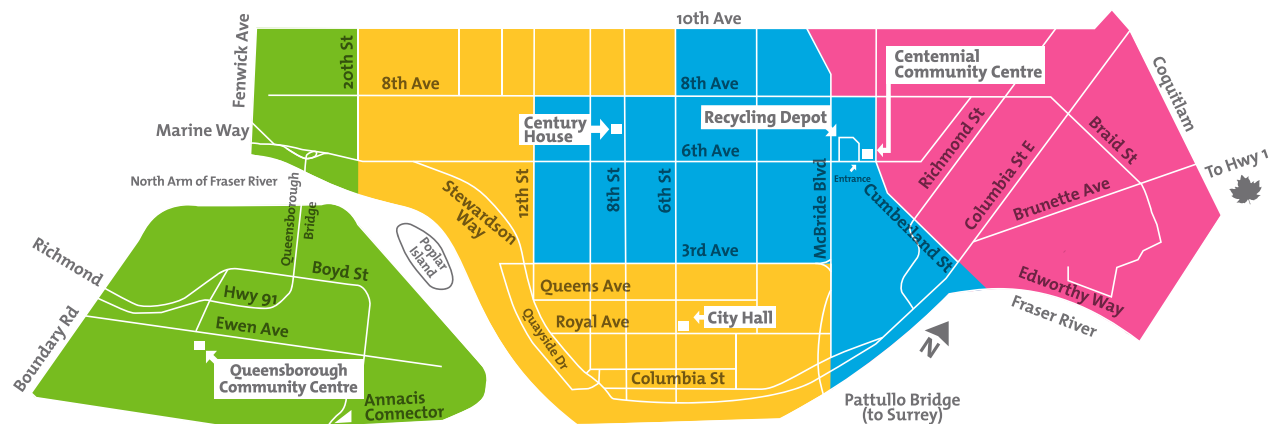 10th Ave
Fenwick Ave
20th St
8th Ave
8th Ave
Centennial
Community Centre
Coquitlam
Marine Way
Century
House
Recycling Depot
6th Ave
Entrance
Richmond St
Columbia St E
Braid St
To Hwy 1
Brunette Ave
North Arm of Fraser River
Queensborough
Bridge
Stewardson
Way
12th St
8th St
6th St
McBride Blvd
Cumberland St
Poplar
Island
3rd Ave
Richmond
Boundary Rd
Boyd St
Hwy 91
Ewen Ave
Queens Ave
Royal Ave
City Hall
Quayside Dr
Columbia St
Edworthy Way
Fraser River
N
Queensborough
Community Centre
Annacis
Connector
Pattullo Bridge
(to Surrey)